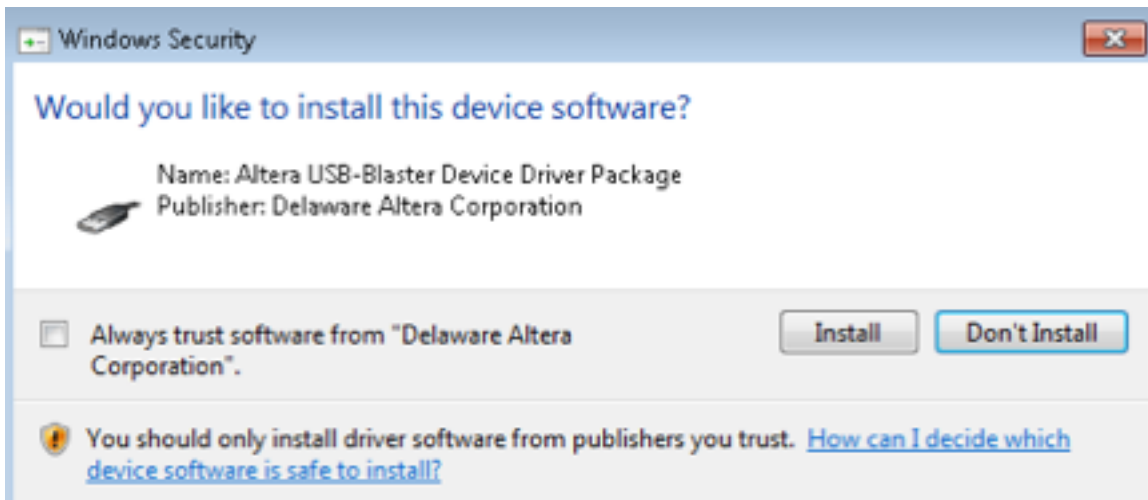 Windows Security
Would you like to install this device software?
Name: Altera USB-Blaster Device Driver Package
Publisher: Delaware Altera Corporation
Always trust software from "Delaware Altera
Corporation".
Install
Don't Install
You should only install driver software from publishers you trust. How can I decide which
device software is safe to install?